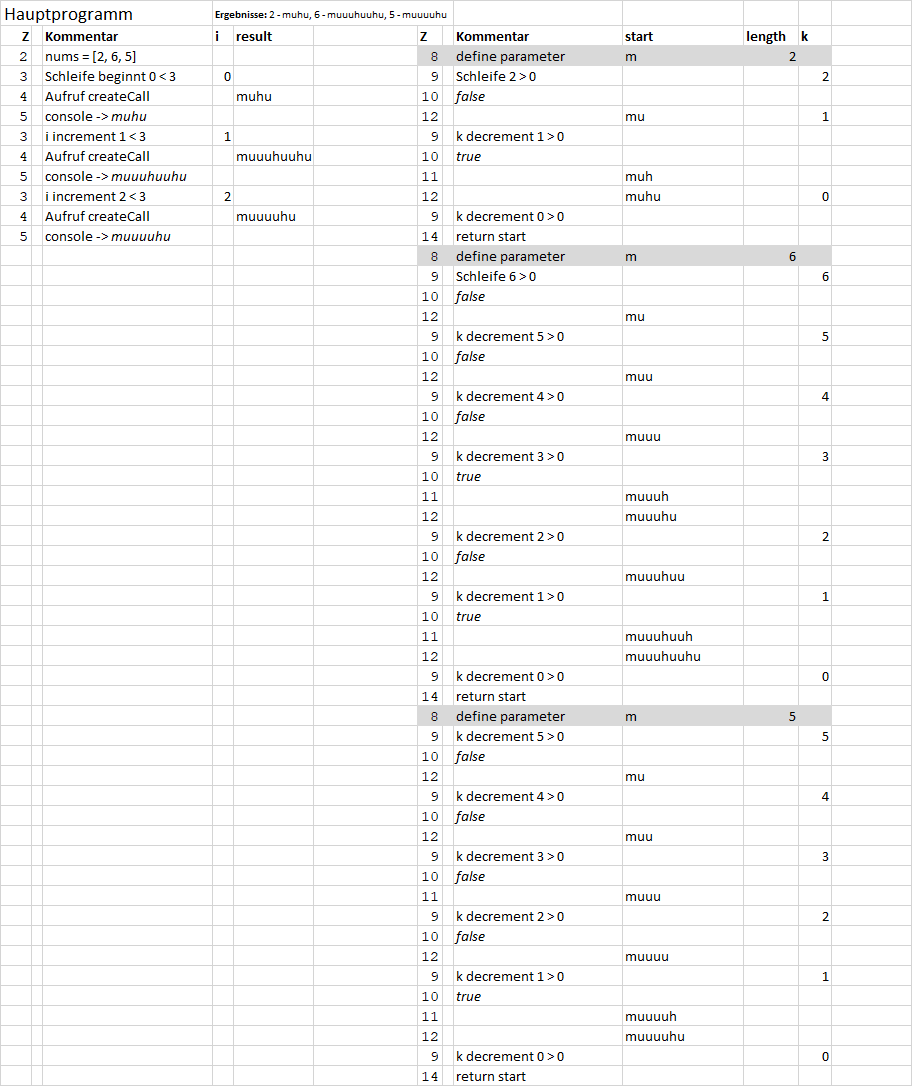 Hauptprogramm Ergebnisse: 2 - muhu, 6 - muuuhuuhu, 5 - muuuuhu
Z Kommentar i result Z Kommentar start length k
2 nums = [2, 6, 5] 8 define parameter m 2
3 Schleife beginnt 0 < 3 0 9 Schleife 2 > 0 2
4 Aufruf createCall muhu 10 false
5 console -> muhu 12 mu 1
3 i increment 1 < 3 1 9 k decrement 1 > 0
4 Aufruf createCall muuuhuuhu 10 true
5 console -> muuuhuuhu 11 muh
3 i increment 2 < 3 2 12 muhu 0
4 Aufruf createCall muuuuhu 9 k decrement 0 > 0
5 console -> muuuuhu 14 return start
8 define parameter m 6
9 Schleife 6 > 0 6
10 false
12 mu
9 k decrement 5 > 0 5
10 false
12 muu
9 k decrement 4 > 0 4
10 false
12 muuu
9 k decrement 3 > 0 3
10 true
11 muuuh
12 muuuhu
9 k decrement 2 > 0 2
10 false
12 muuuhuu
9 k decrement 1 > 0 1
10 true
11 muuuhuuh
12 muuuhuuhu
9 k decrement 0 > 0 0
14 return start
8 define parameter m 5
9 k decrement 5 > 0 5
10 false
12 mu
9 k decrement 4 > 0 4
10 false
12 muu
9 k decrement 3 > 0 3
10 false
11 muuu
9 k decrement 2 > 0 2
10 false
12 muuuu
9 k decrement 1 > 0 1
10 true
11 muuuuh
12 muuuuhu
9 k decrement 0 > 0 0
14 return start